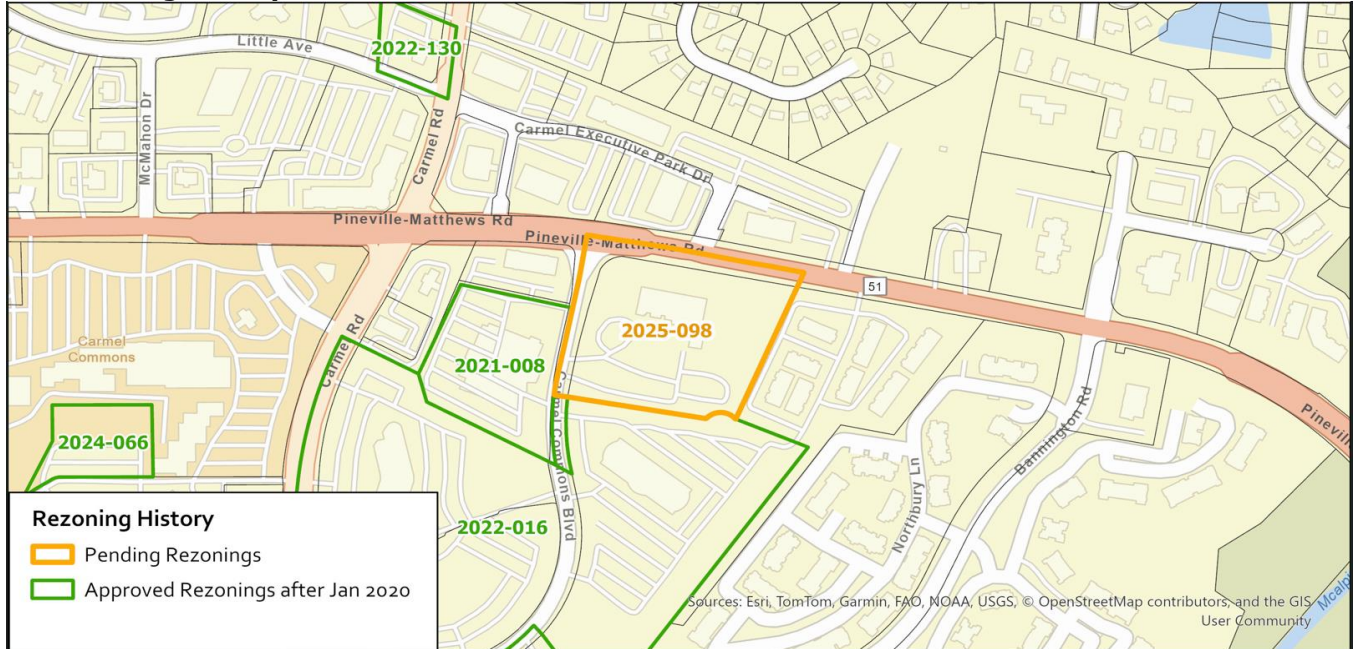 Little Ave
2022-130
McMahon Dr
Carmel Rd
Carmel Executive Park Dr
Pineville-Matthews Rd
Pineville-Matthews Rd
51
2025-098
Carmel
Commons
Carmel Rd
2021-008
2024-066
Carmel Commons Blvd
2022-016
Northbury Ln
Bannington Rd
Rezoning History
Pending Rezonings
Approved Rezonings after Jan 2020
Sources: Esri, TomTom, Garmin, FAO, NOAA, USGS, © OpenStreetMap contributors, and the GIS
User Community